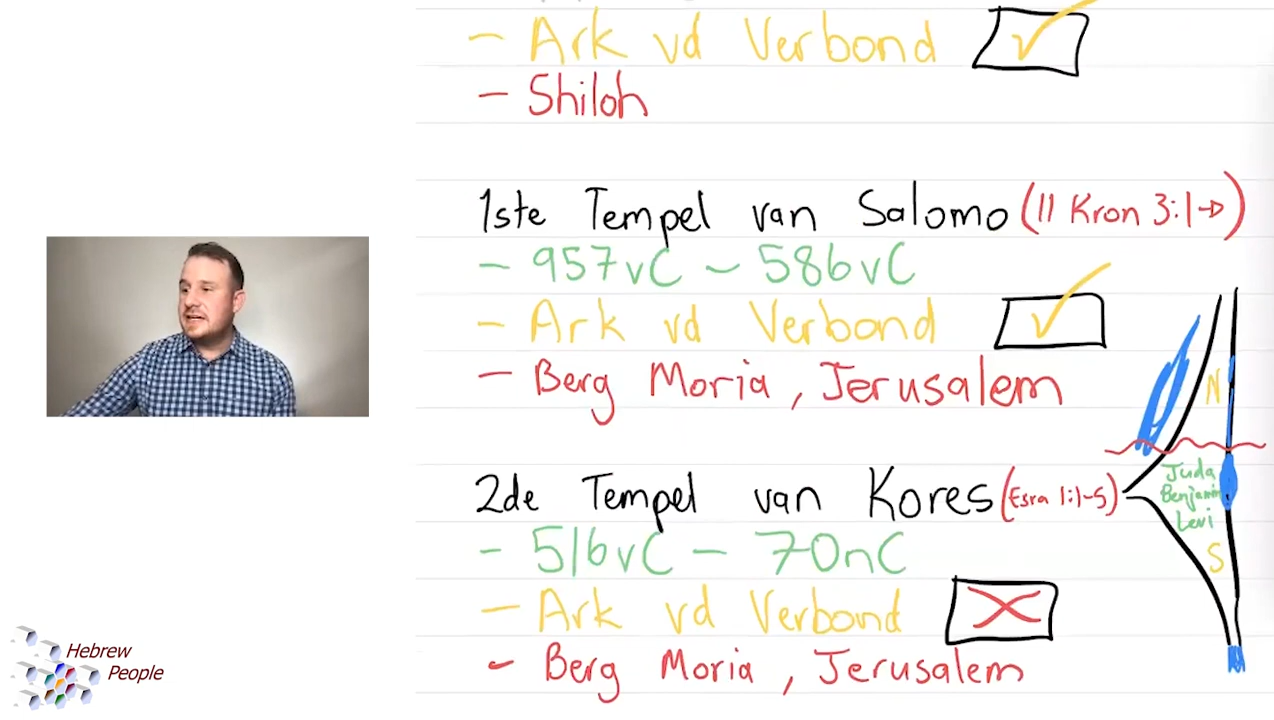 - Ark vd Verbond
- Shiloh
1ste Tempel van Salomo (II Kron 3:1→)
- 957vC - 586vC
- Ark vd Verbond
- Berg Moria, Jerusalem
N
2de Tempel van Kores (Esra 1:1-5)
Juda
Benjamin
Levi
- 516vC - 70nC
S
- Ark vd Verbond
- Berg Moria, Jerusalem
Hebrew
People